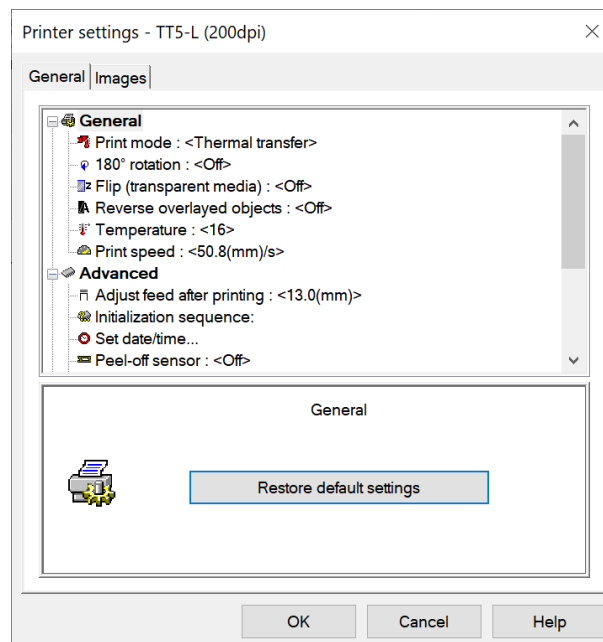 Printer settings - TT5-L (200dpi)
General
Images
General
Print mode : <Thermal transfer>
180° rotation : <Off>
Flip (transparent media) : <Off>
Reverse overlayed objects : <Off>
Temperature : <16>
Print speed : <50.8(mm)/s>
Advanced
Adjust feed after printing : <13.0(mm)>
Initialization sequence:
Set date/time...
Peel-off sensor : <Off>
General
Restore default settings
OK
Cancel
Help